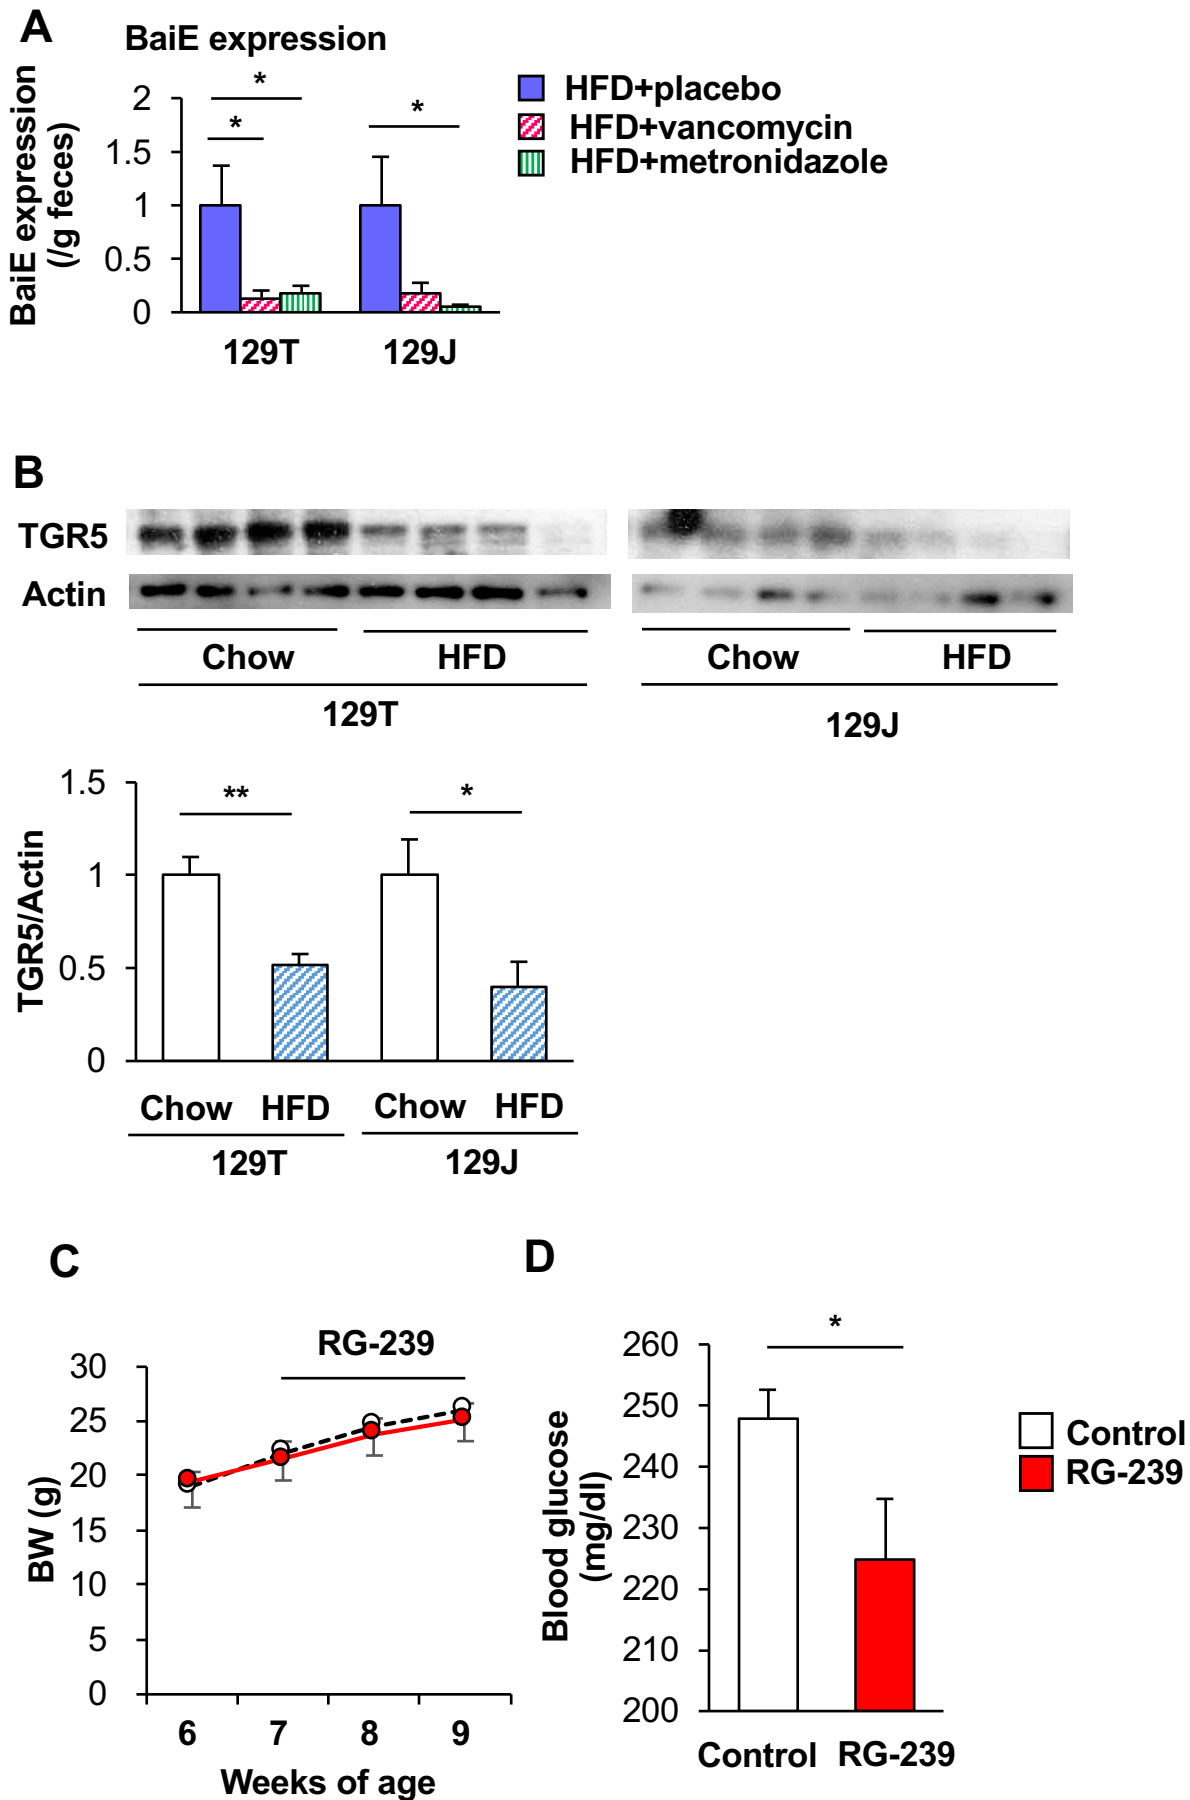 A
BaiE expression
BaiE expression
(/g feces)
2
1.5
1
0.5
0
*
*
*
129T
129J
HFD+placebo
HFD+vancomycin
HFD+metronidazole
B
TGR5
Actin
Chow
HFD
Chow
HFD
129T
129J
TGR5/Actin
1.5
1
0.5
0
**
*
Chow
HFD
Chow
HFD
129T
129J
C
RG-239
BW (g)
30
25
20
15
10
5
0
6
7
8
9
Weeks of age
D
*
Blood glucose
(mg/dl)
260
250
240
230
220
210
200
Control
RG-239
Control
RG-239